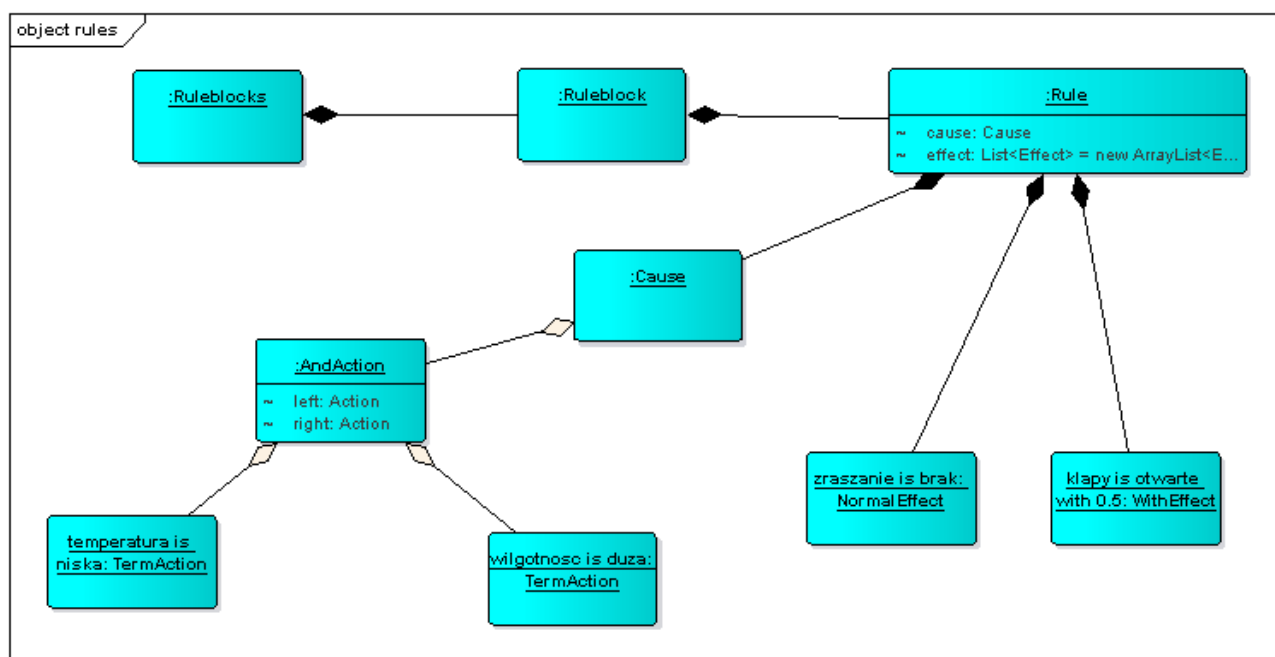 object rules
:Ruleblocks
:Ruleblock
:Rule
~ cause: Cause
~ effect: List<Effect> = new ArrayList<E...
:Cause
:AndAction
~ left: Action
~ right: Action
zraszanie is brak:
NormalEffect
klapy is otwarte
with 0.5: WithEffect
temperatura is
niska: TermAction
wilgotnosc is duza:
TermAction